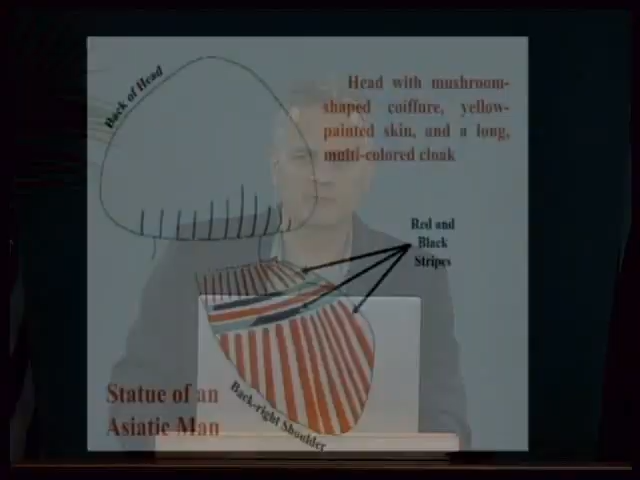 Back of Head
Head with mushroom-
shaped coiffure, yellow-
painted skin, and a long,
multi-colored cloak
Red and
Black
Stripes
Statue of an
Asiatic Man
Back-right Shoulder